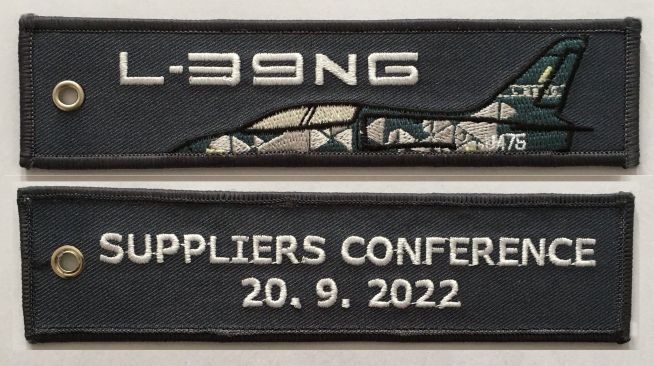 L-39NG
SUPPLIERS CONFERENCE
20. 9. 2022